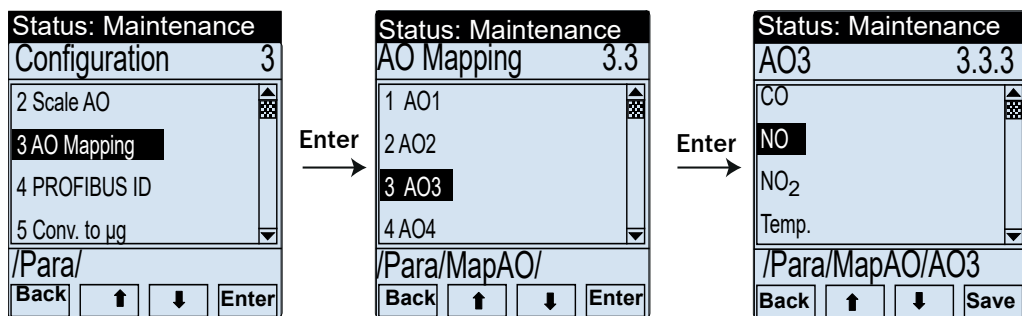 Status: Maintenance
Configuration 3
2 Scale AO
3 AO Mapping
4 PROFIBUS ID
5 Conv. to µg
/Para/
Back Enter
Enter
Status: Maintenance
AO Mapping 3.3
1 AO1
2 AO2
3 AO3
4 AO4
/Para/MapAO/
Back Enter
Enter
Status: Maintenance
AO3 3.3.3
CO
NO
NO₂
Temp.
/Para/MapAO/AO3
Back Save